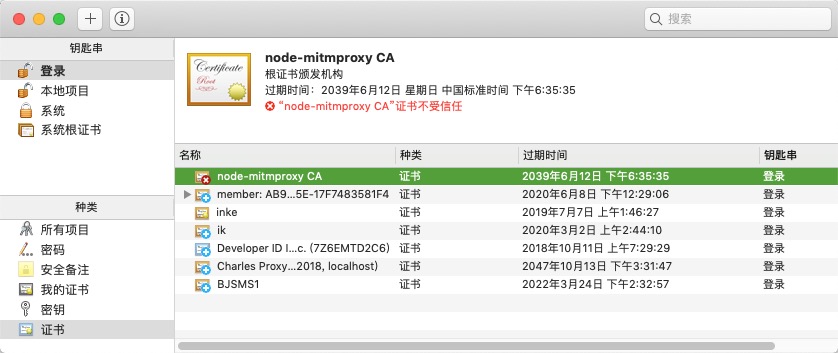 搜索
钥匙串
登录
本地项目
系统
系统根证书
种类
所有项目
密码
安全备注
我的证书
密钥
证书
Certificate
Root
node-mitmproxy CA
根证书颁发机构
过期时间：2039年6月12日 星期日 中国标准时间 下午6:35:35
“node-mitmproxy CA”证书不受信任
名称 种类 过期时间 钥匙串
node-mitmproxy CA 证书 2039年6月12日 下午6:35:35 登录
member: AB9...5E-17F7483581F4 证书 2020年6月8日 下午12:29:06 登录
inke 证书 2019年7月7日 上午1:46:27 登录
ik 证书 2020年3月2日 上午2:44:10 登录
Developer ID I...c. (7Z6EMTD2C6) 证书 2018年10月11日 上午7:29:29 登录
Charles Proxy...2018, localhost) 证书 2047年10月13日 下午3:31:47 登录
BJSMS1 证书 2022年3月24日 下午2:32:57 登录